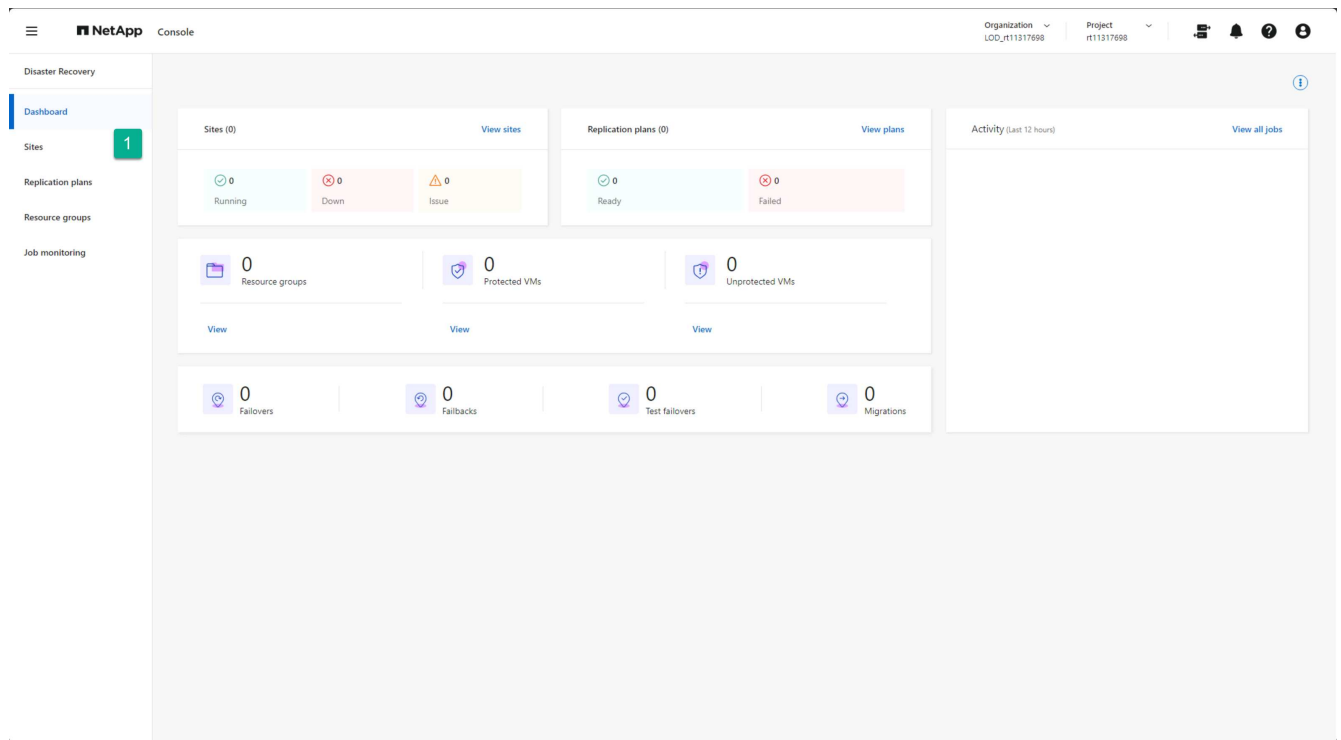 NetApp Console
Organization
LOD_rt11317698
Project
rt11317698
Disaster Recovery
Dashboard
Sites
1
Replication plans
Resource groups
Job monitoring
Sites (0)
View sites
0
Running
0
Down
0
Issue
Replication plans (0)
View plans
0
Ready
0
Failed
Activity (Last 12 hours)
View all jobs
0
Resource groups
View
0
Protected VMs
View
0
Unprotected VMs
View
0
Failovers
0
Failbacks
0
Test failovers
0
Migrations